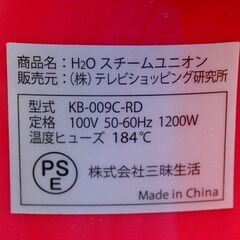 商品名：H₂O スチームユニオン
販売元：（株）テレビショッピング研究所
型式 KB-009C-RD
定格 100V 50-60Hz 1200W
温度ヒューズ 184℃
PS
E
株式会社三昧生活
Made in China